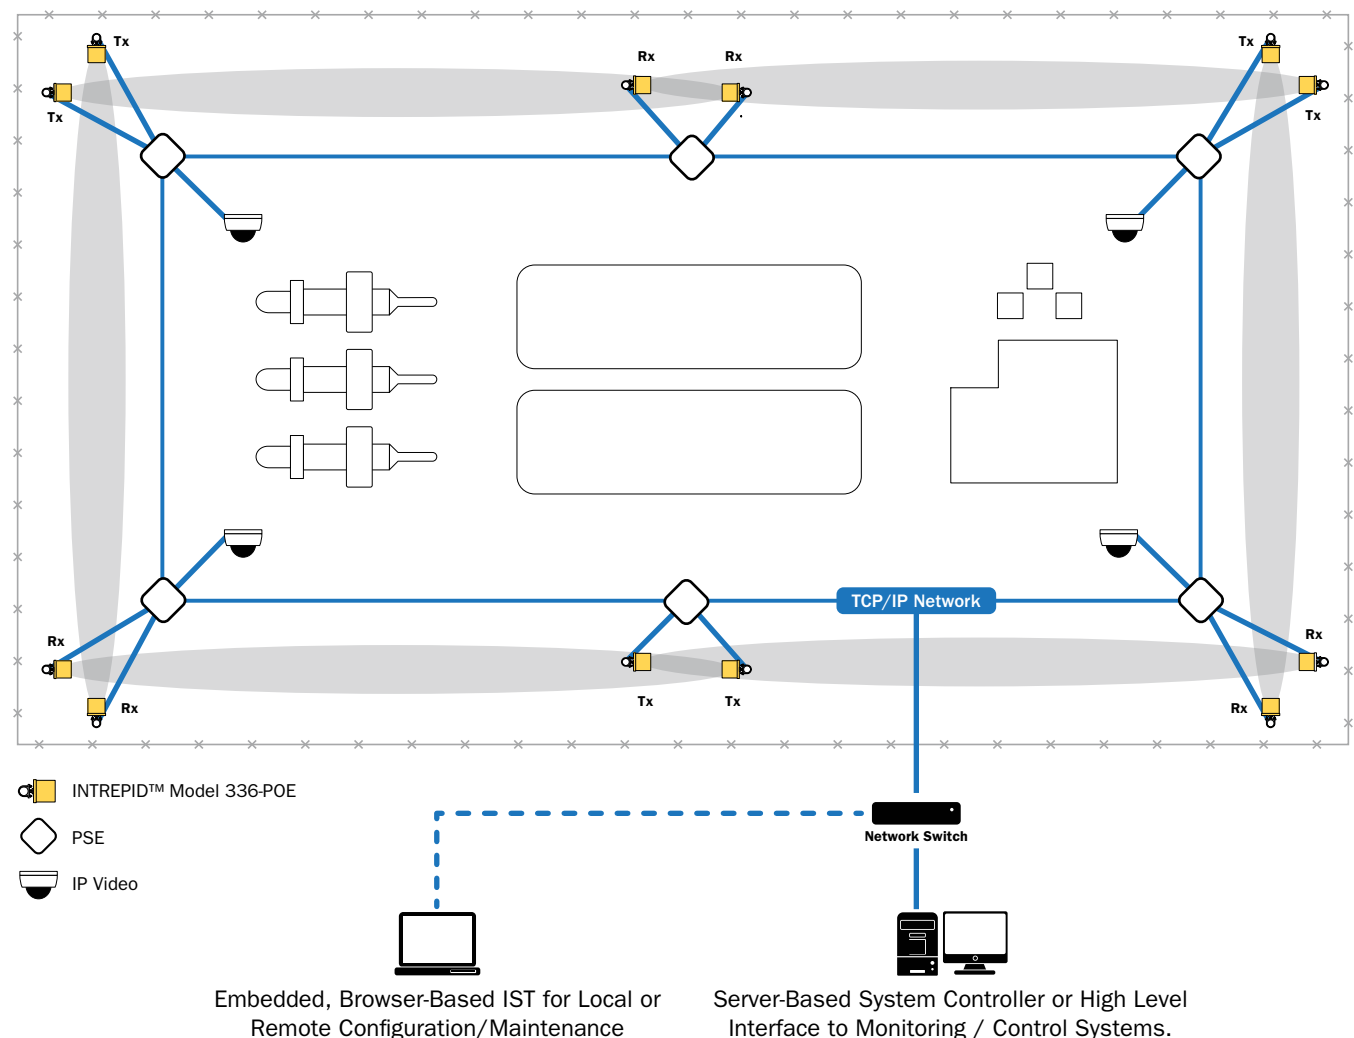 Tx
Rx
Rx
Tx
Tx
Tx
TCP/IP Network
Rx
Rx
Tx
Tx
Rx
Rx
INTREPID™ Model 336-POE
PSE
Network Switch
IP Video
Embedded, Browser-Based IST for Local or
Remote Configuration/Maintenance
Server-Based System Controller or High Level
Interface to Monitoring / Control Systems.